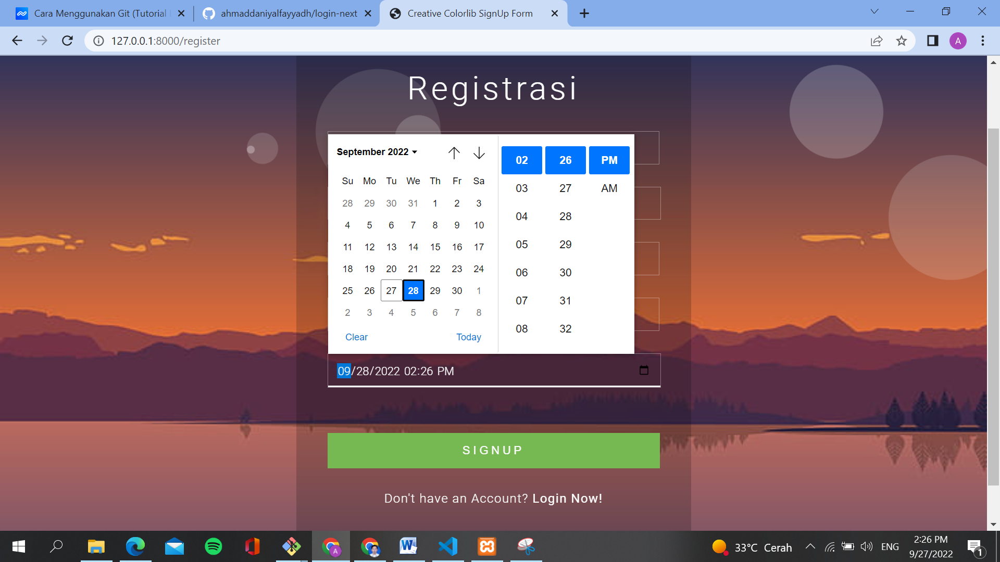 Cara Menggunakan Git (Tutorial
ahmaddaniyalfayyadh/login-next
Creative Colorlib SignUp Form
127.0.0.1:8000/register
A
Registrasi
September 2022
Su Mo Tu We Th Fr Sa
28 29 30 31 1 2 3
4 5 6 7 8 9 10
11 12 13 14 15 16 17
18 19 20 21 22 23 24
25 26 27 28 29 30 1
2 3 4 5 6 7 8
Clear Today
02 26 PM
03 27 AM
04 28
05 29
06 30
07 31
08 32
09/28/2022 02:26 PM
SIGNUP
Don't have an Account? Login Now!
A
W
33°C Cerah
ENG
2:26 PM
9/27/2022
1